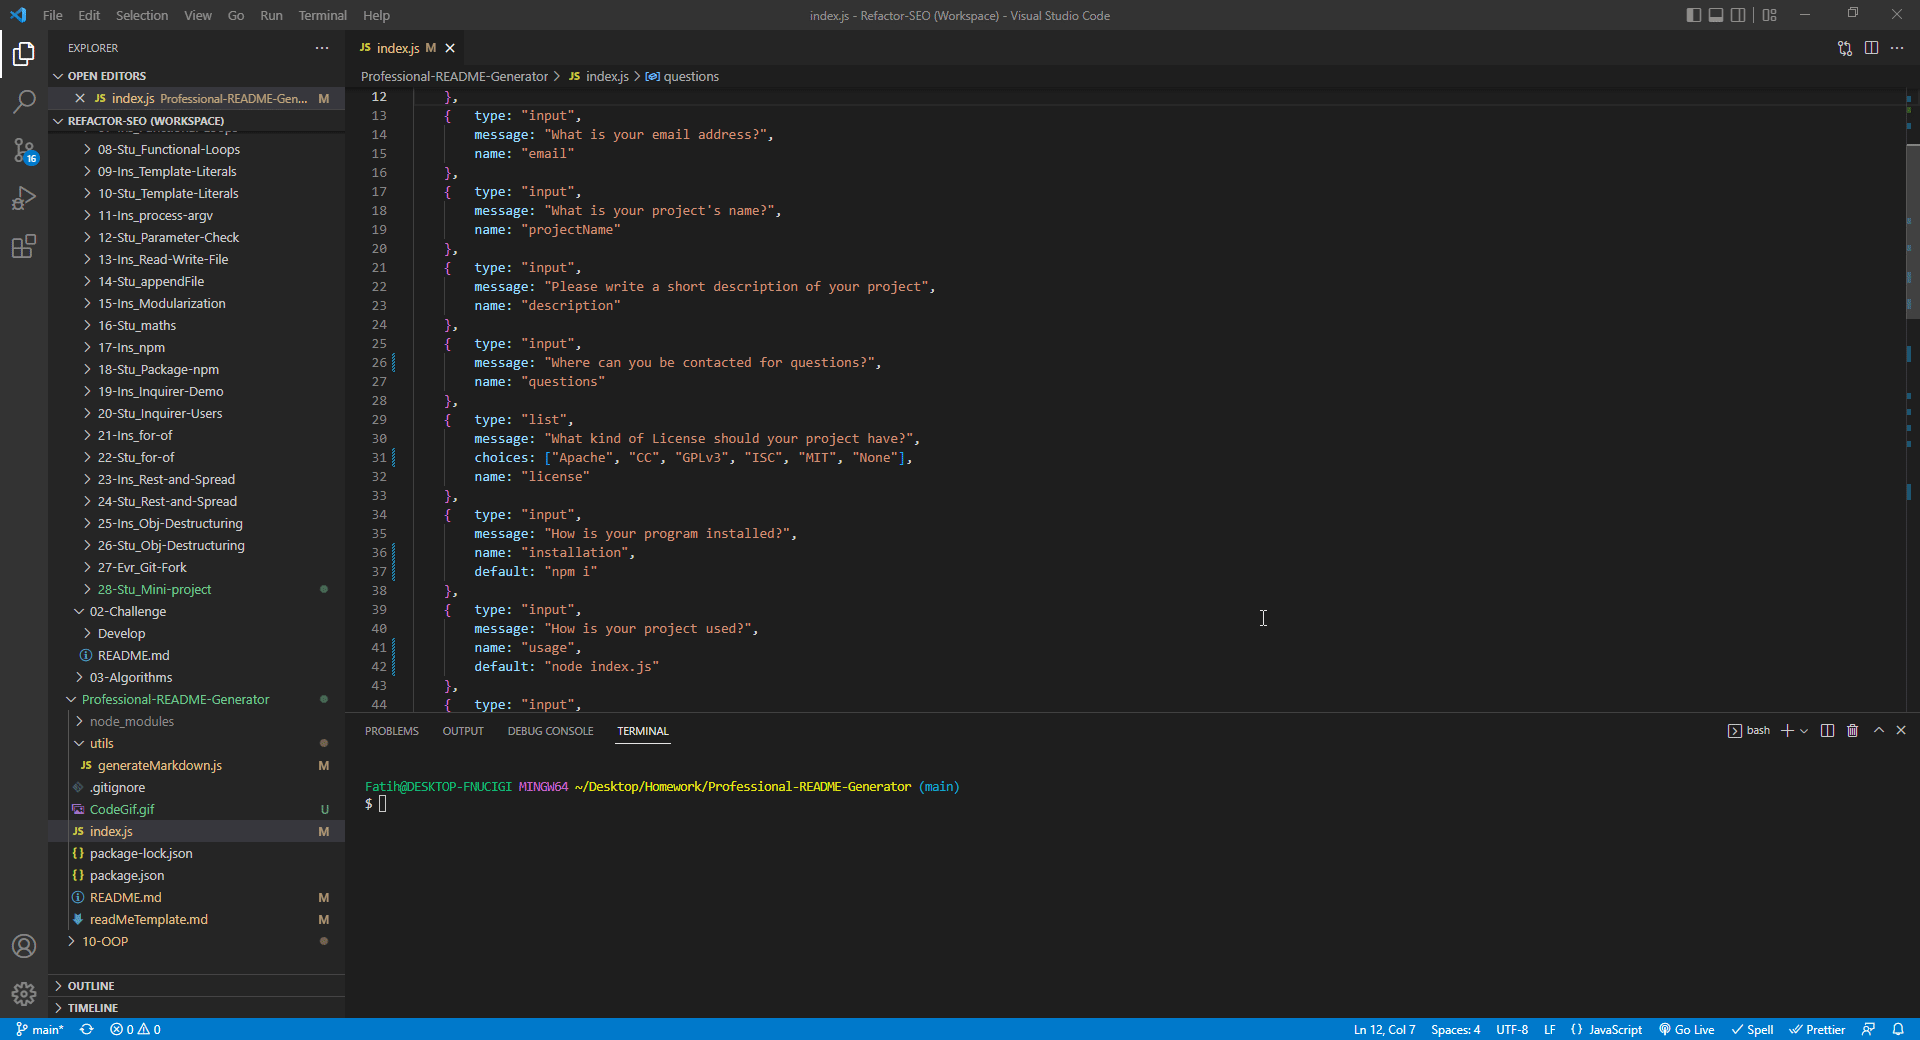 File Edit Selection View Go Run Terminal Help
index.js - Refactor-SEO (Workspace) - Visual Studio Code
EXPLORER
OPEN EDITORS
JS index.js Professional-README-Gen... M
REFACTOR-SEO (WORKSPACE)
08-Stu_Functional-Loops
09-Ins_Template-Literals
10-Stu_Template-Literals
11-Ins_process-argv
12-Stu_Parameter-Check
13-Ins_Read-Write-File
14-Stu_appendFile
15-Ins_Modularization
16-Stu_maths
17-Ins_npm
18-Stu_Package-npm
19-Ins_Inquirer-Demo
20-Stu_Inquirer-Users
21-Ins_for-of
22-Stu_for-of
23-Ins_Rest-and-Spread
24-Stu_Rest-and-Spread
25-Ins_Obj-Destructuring
26-Stu_Obj-Destructuring
27-Evr_Git-Fork
28-Stu_Mini-project
02-Challenge
Develop
README.md
03-Algorithms
Professional-README-Generator
node_modules
utils
JS generateMarkdown.js M
.gitignore
CodeGif.gif U
JS index.js M
{} package-lock.json
{} package.json
README.md M
readMeTemplate.md M
10-OOP
OUTLINE
TIMELINE
16
JS index.js M
Professional-README-Generator > JS index.js > questions
12 },
13 { type: "input",
14 message: "What is your email address?",
15 name: "email"
16 },
17 { type: "input",
18 message: "What is your project's name?",
19 name: "projectName"
20 },
21 { type: "input",
22 message: "Please write a short description of your project",
23 name: "description"
24 },
25 { type: "input",
26 message: "Where can you be contacted for questions?",
27 name: "questions"
28 },
29 { type: "list",
30 message: "What kind of License should your project have?",
31 choices: ["Apache", "CC", "GPLv3", "ISC", "MIT", "None"],
32 name: "license"
33 },
34 { type: "input",
35 message: "How is your program installed?",
36 name: "installation",
37 default: "npm i"
38 },
39 { type: "input",
40 message: "How is your project used?",
41 name: "usage",
42 default: "node index.js"
43 },
44 { type: "input",
PROBLEMS OUTPUT DEBUG CONSOLE TERMINAL
bash
Fatih@DESKTOP-FNUCIGI MINGW64 ~/Desktop/Homework/Professional-README-Generator (main)
$
main* 0 0
Ln 12, Col 7 Spaces: 4 UTF-8 LF {} JavaScript Go Live Spell Prettier